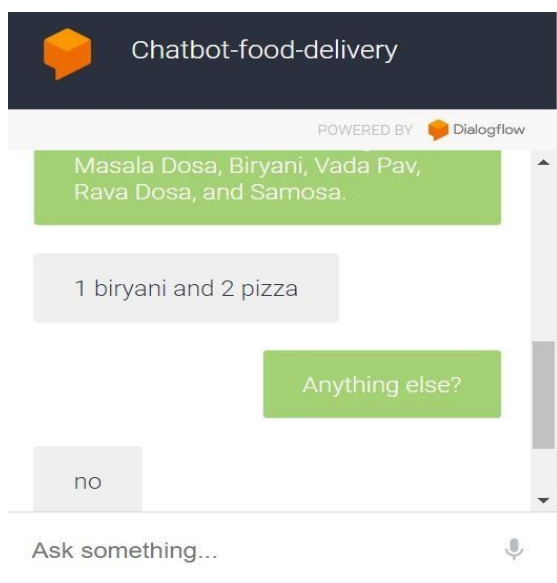 Chatbot-food-delivery
POWERED BY Dialogflow
Masala Dosa, Biryani, Vada Pav,
Rava Dosa, and Samosa.
1 biryani and 2 pizza
Anything else?
no
Ask something...